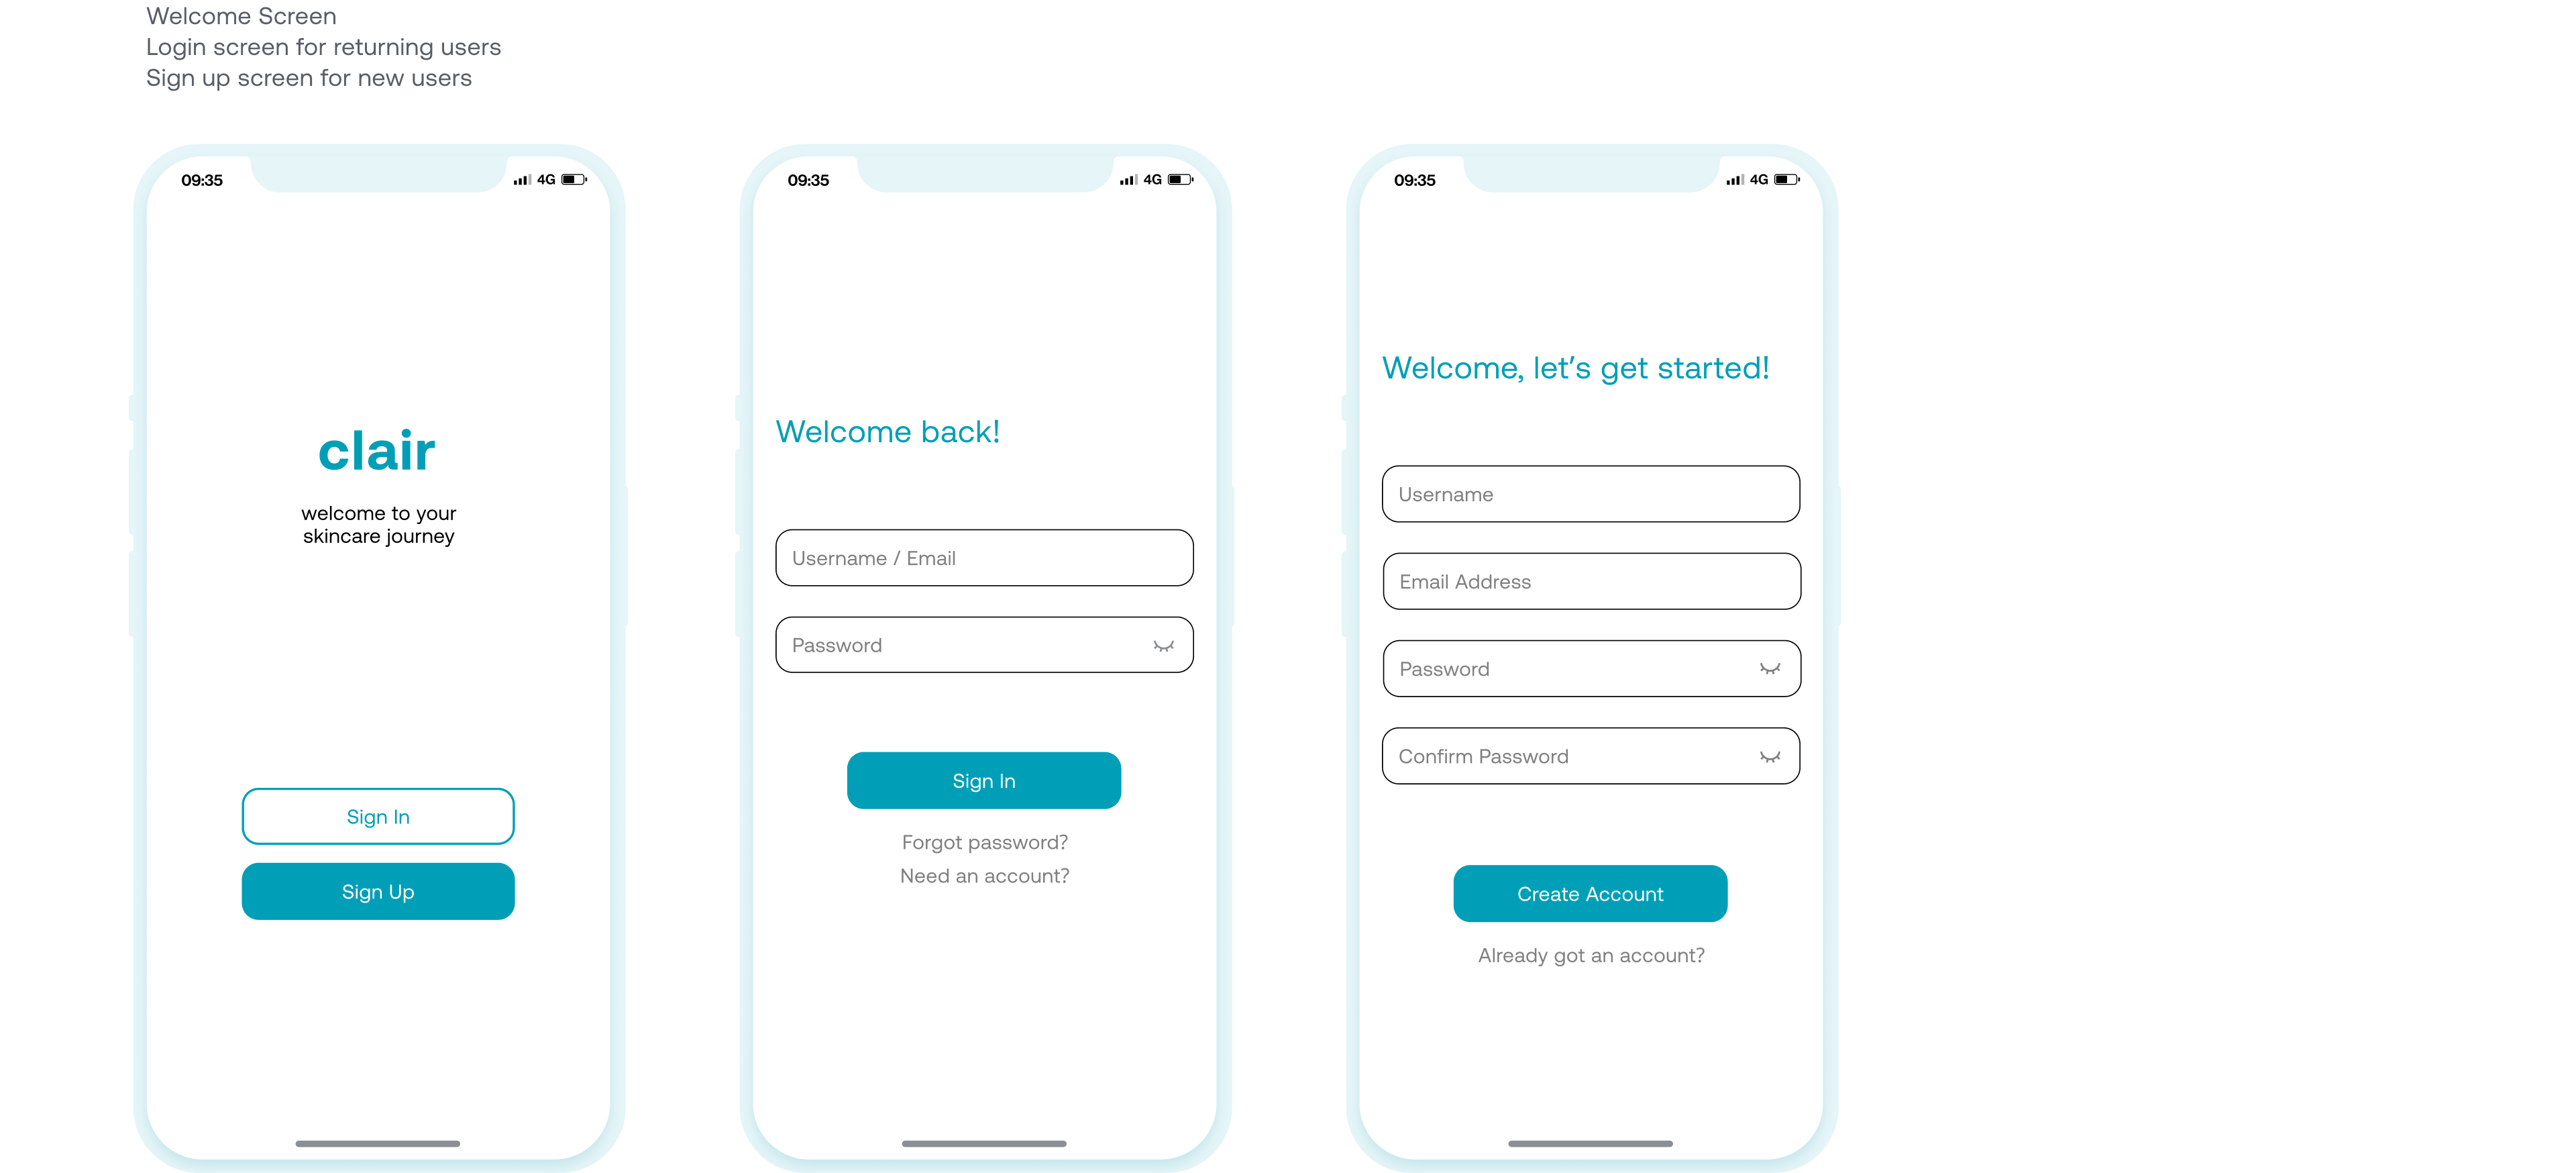 Welcome Screen
Login screen for returning users
Sign up screen for new users
09:35
4G
clair
welcome to your
skincare journey
Sign In
Sign Up
09:35
4G
Welcome back!
Username / Email
Password
Sign In
Forgot password?
Need an account?
09:35
4G
Welcome, let's get started!
Username
Email Address
Password
Confirm Password
Create Account
Already got an account?